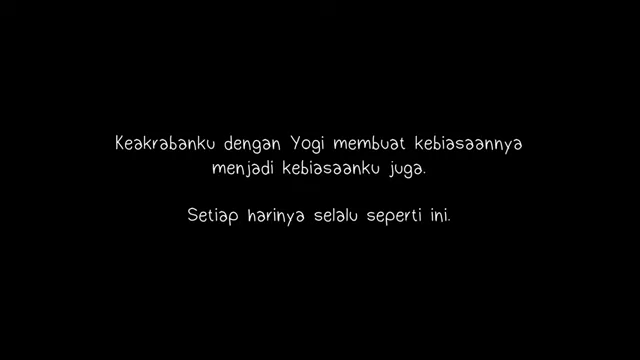 Keakrabanku dengan Yogi membuat kebiasaannya
menjadi kebiasaanku juga.
Setiap harinya selalu seperti ini.